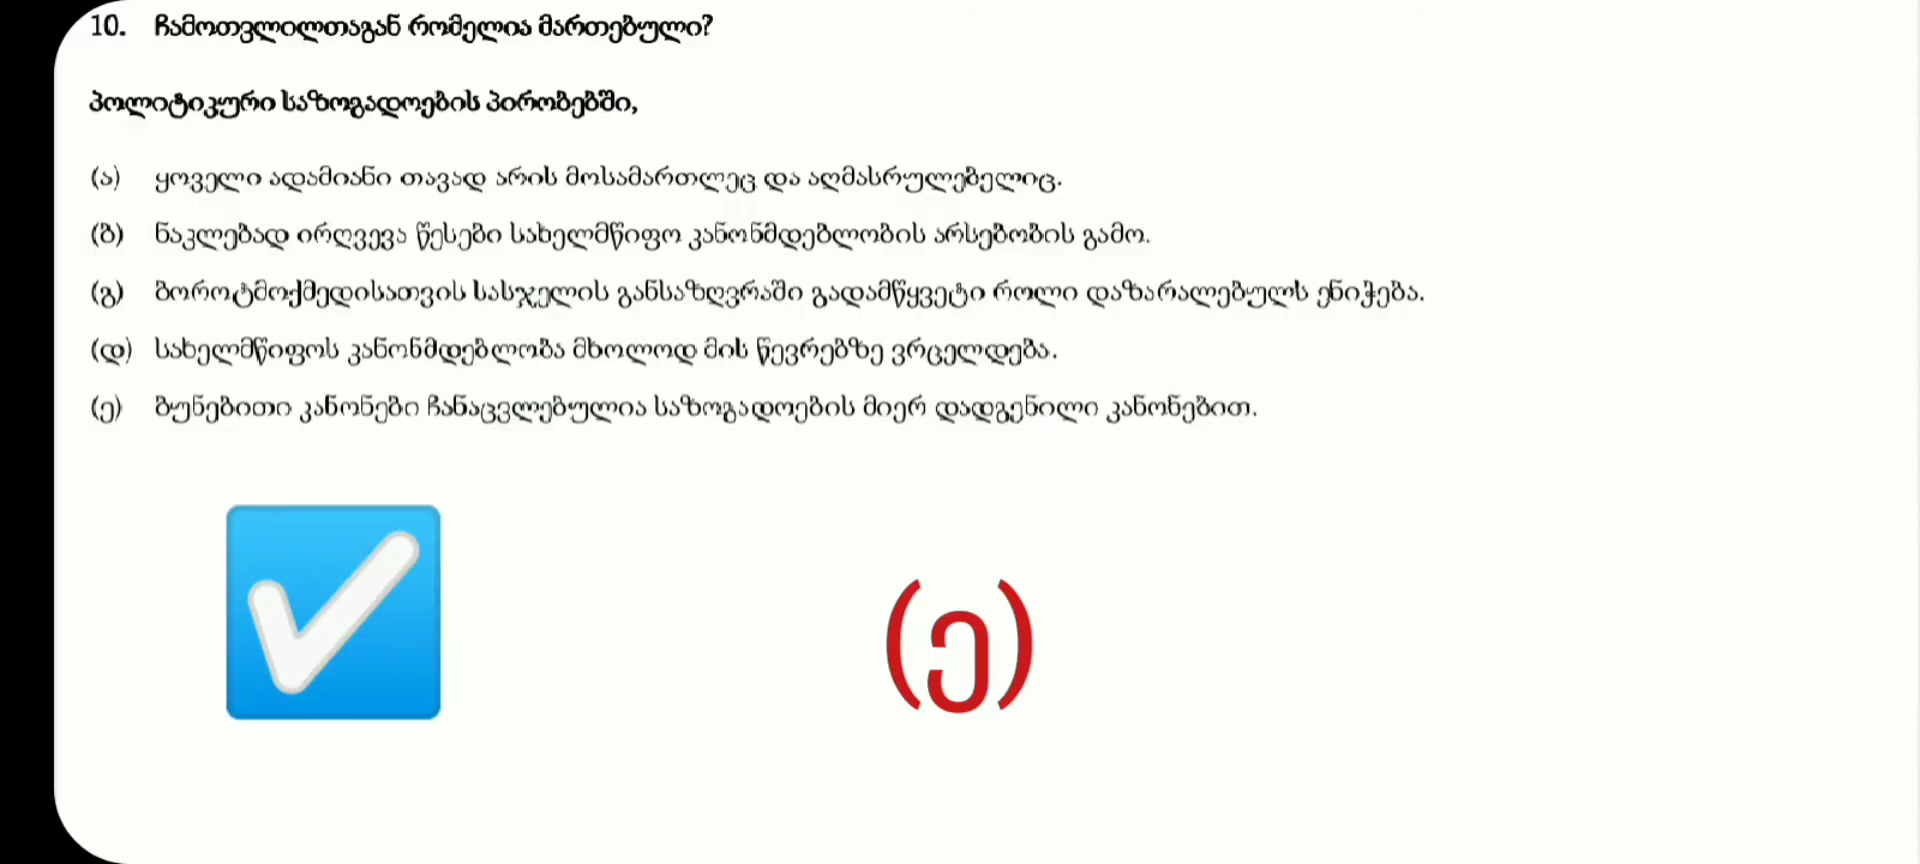 10. ჩამოთვლილთაგან რომელია მართებული?
პოლიტიკური საზოგადოების პირობებში,
(ა) ყოველი ადამიანი თავად არის მოსამართლეც და აღმასრულებელიც.
(ბ) ნაკლებად ირღვევა წესები სახელმწიფო კანონმდებლობის არსებობის გამო.
(გ) ბოროტმოქმედისათვის სასჯელის განსაზღვრაში გადამწყვეტი როლი დაზარალებულს ენიჭება.
(დ) სახელმწიფოს კანონმდებლობა მხოლოდ მის წევრებზე ვრცელდება.
(ე) ბუნებითი კანონები ჩანაცვლებულია საზოგადოების მიერ დადგენილი კანონებით.
(ე)